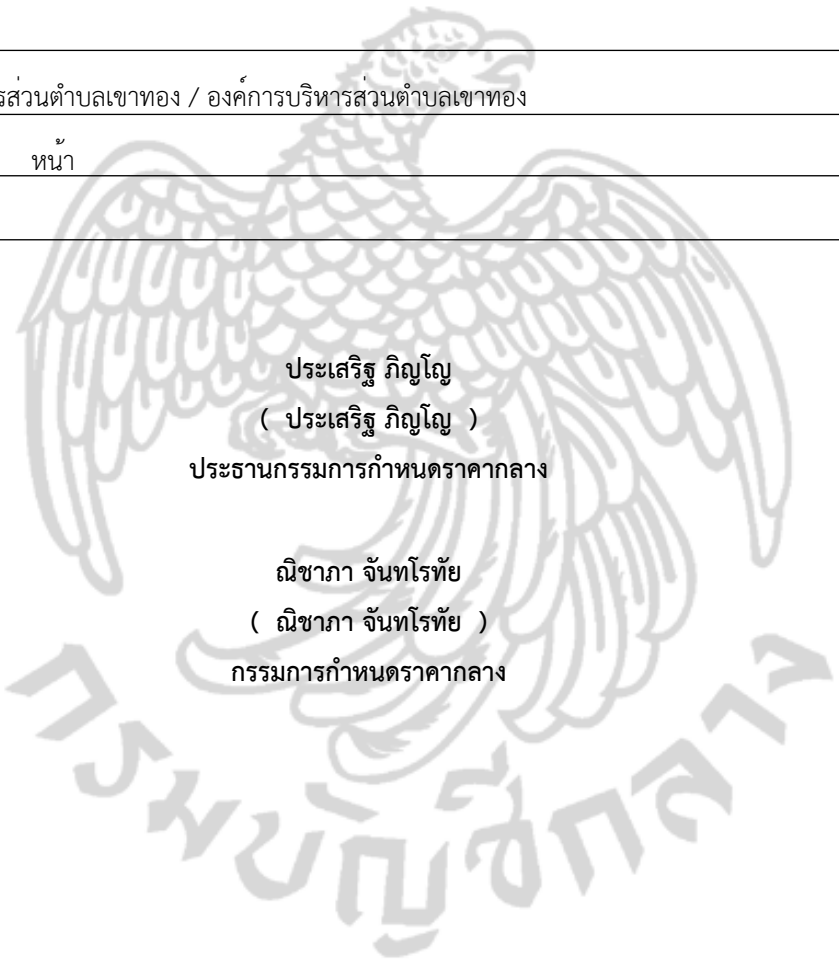 รส่วนตำบลเขาทอง / องค์การบริหารส่วนตำบลเขาทอง
หน้า
ประเสริฐ ภิญโญ
( ประเสริฐ ภิญโญ )
ประธานกรรมการกำหนดราคากลาง
ณิชาภา จันทโรทัย
( ณิชาภา จันทโรทัย )
กรรมการกำหนดราคากลาง
กรมบัญชีกลาง